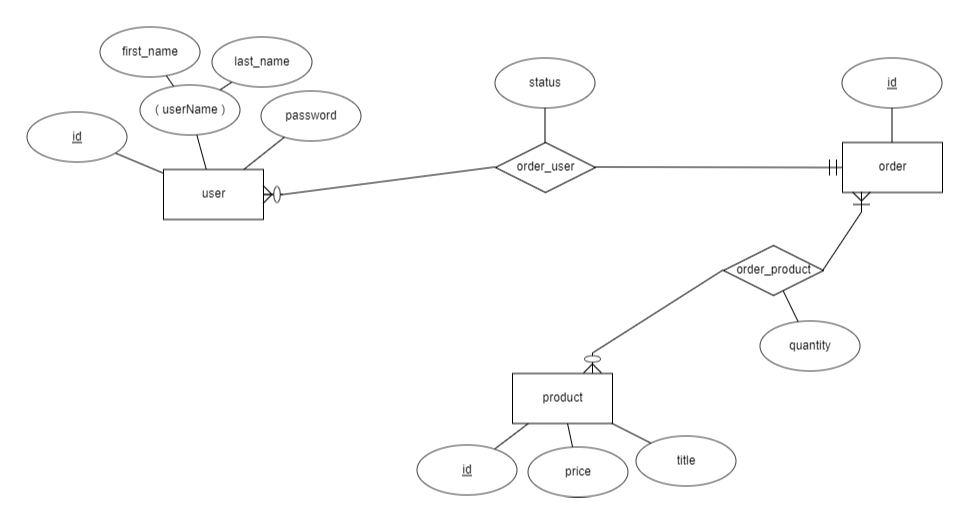 first_name
last_name
( userName )
password
id
user
status
order_user
id
order
order_product
quantity
product
id
price
title